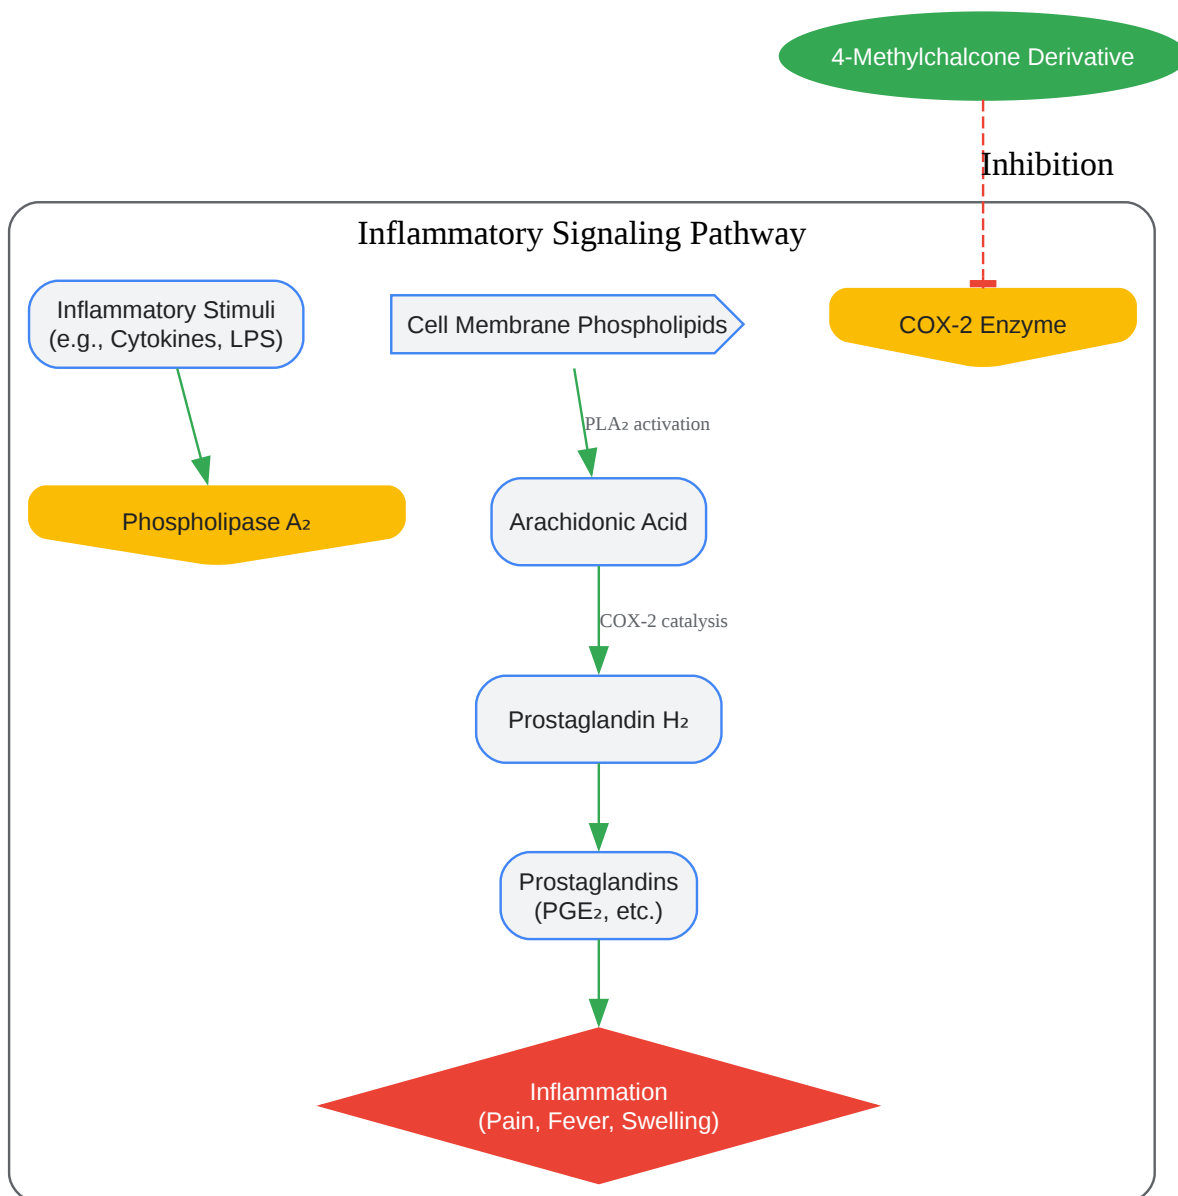 4-Methylchalcone Derivative
Inhibition
Inflammatory Signaling Pathway
Inflammatory Stimuli
(e.g., Cytokines, LPS)
Cell Membrane Phospholipids
COX-2 Enzyme
PLA₂ activation
Phospholipase A₂
Arachidonic Acid
COX-2 catalysis
Prostaglandin H₂
Prostaglandins
(PGE₂, etc.)
Inflammation
(Pain, Fever, Swelling)